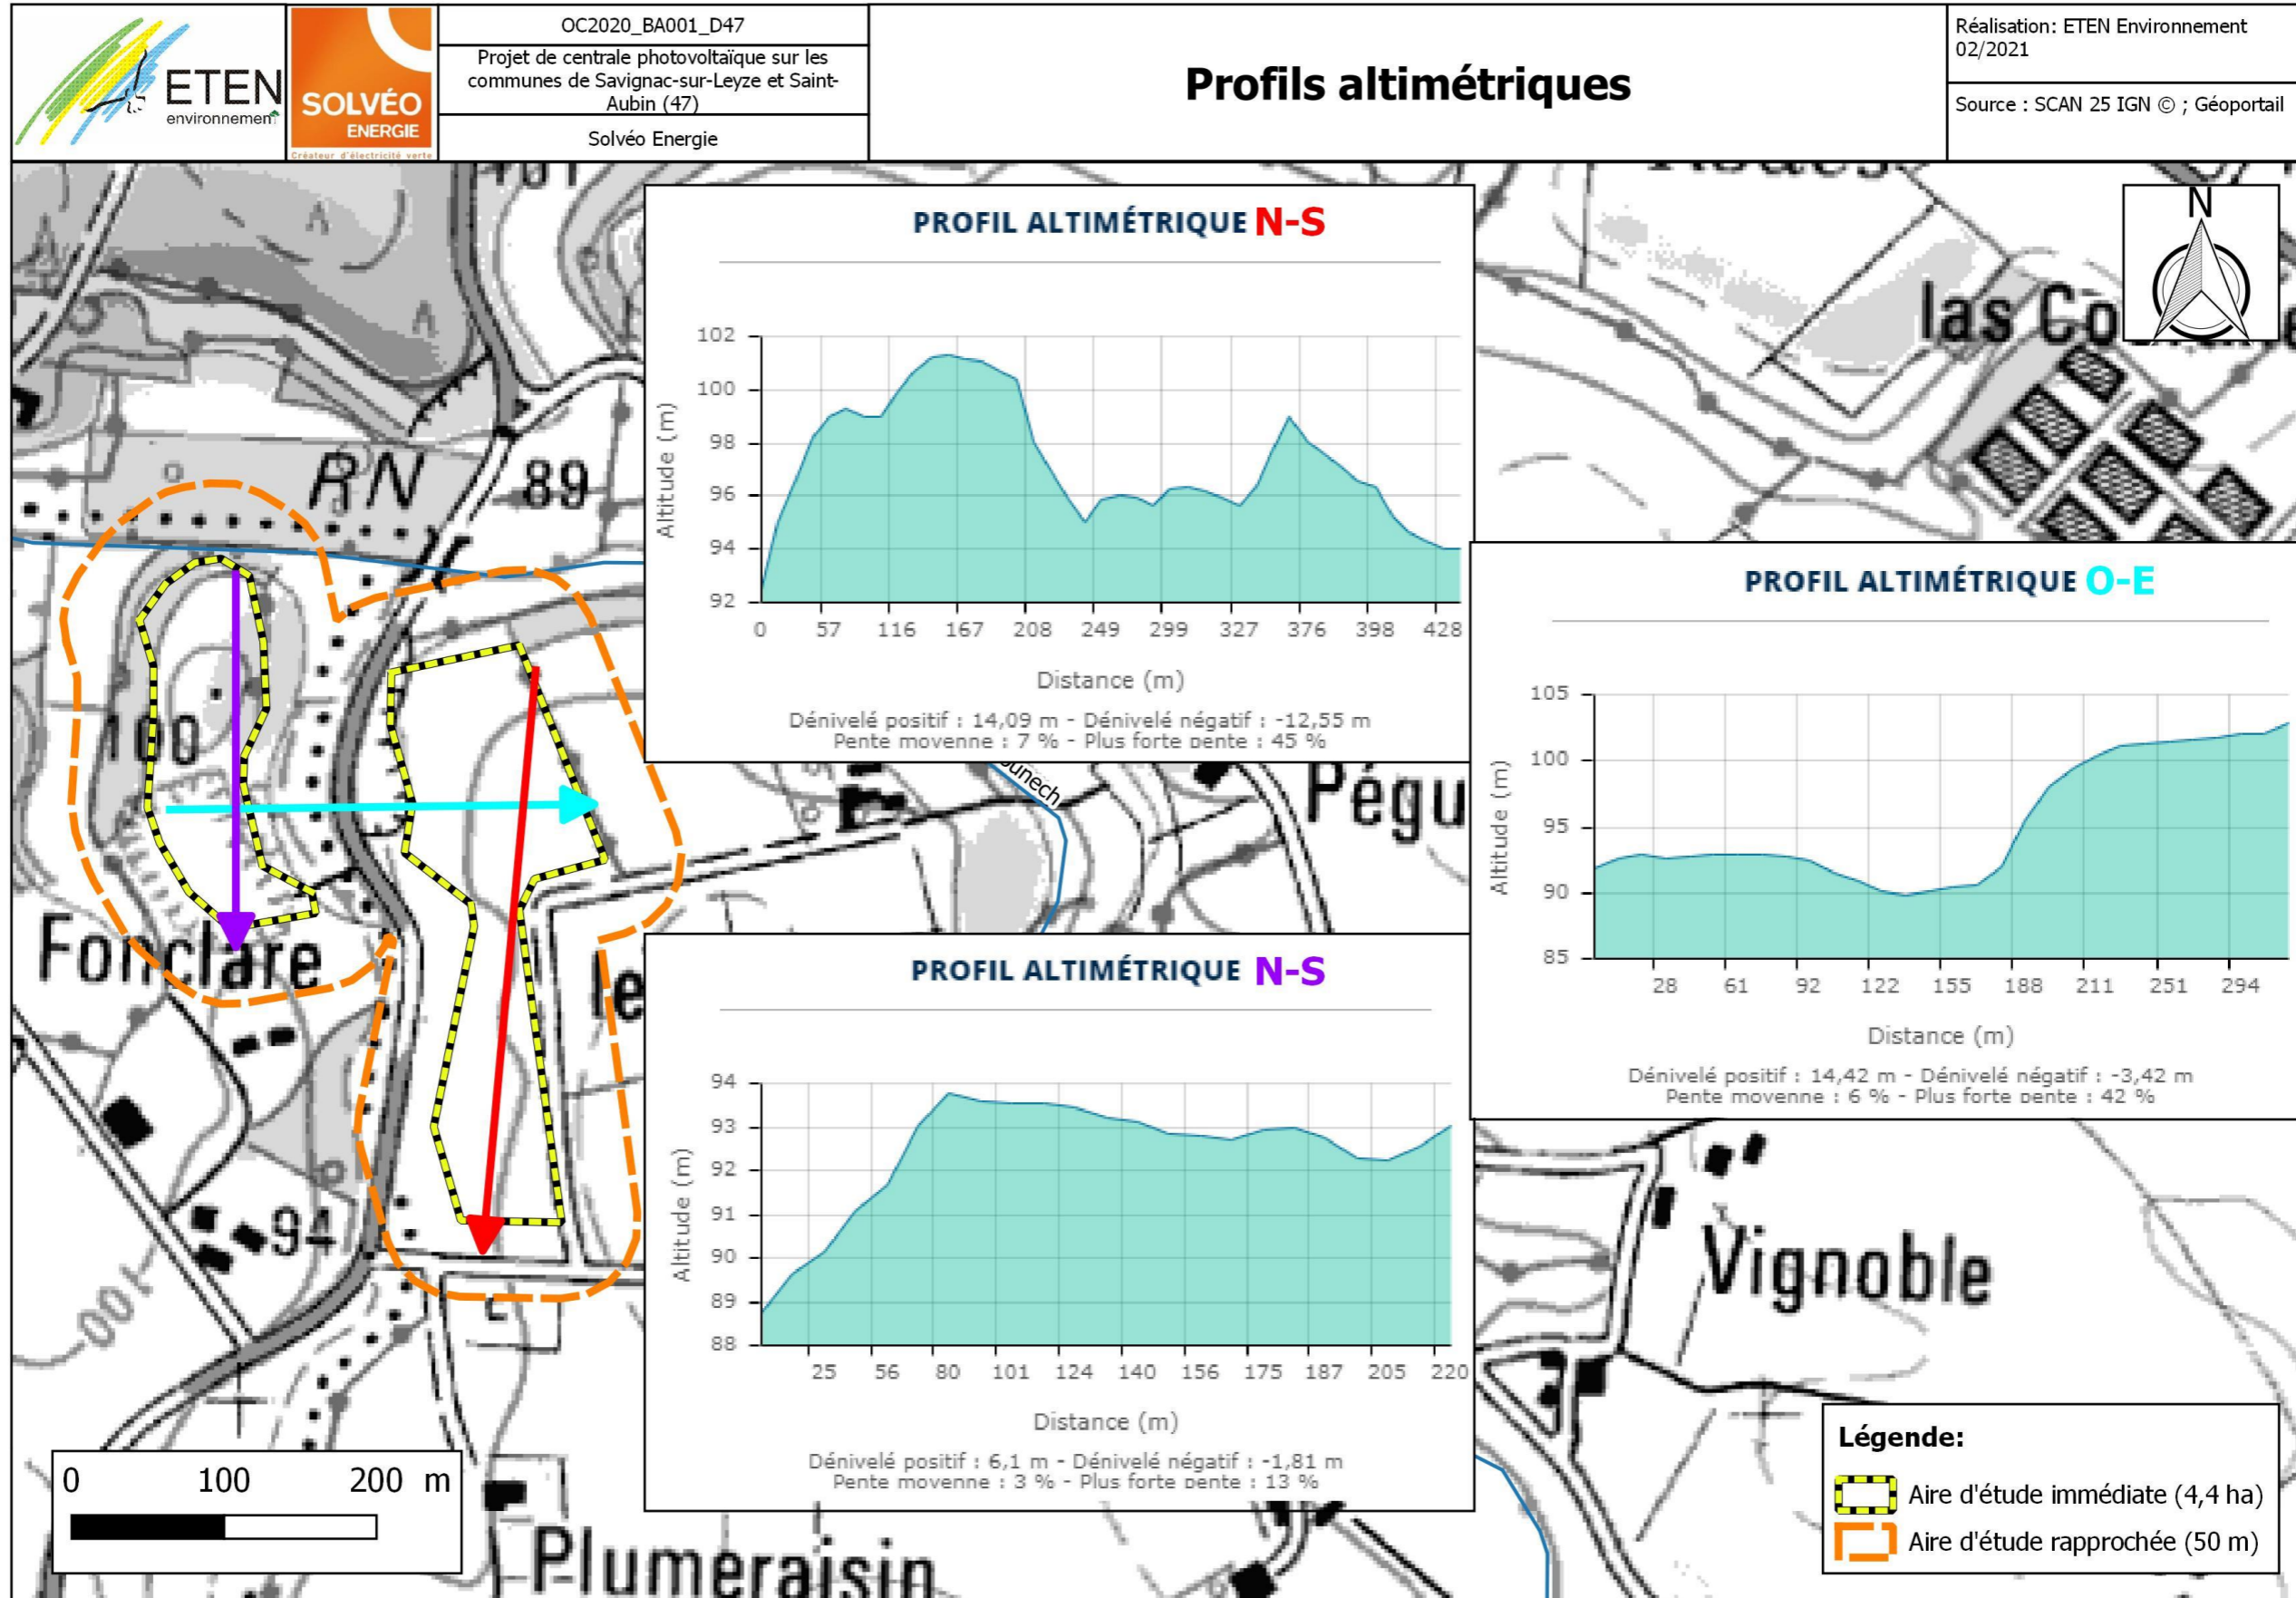 ETEN
environnement
SOLVÉO
ENERGIE
Créateur d'électricité verte
OC2020_BA001_D47
Projet de centrale photovoltaïque sur les
communes de Savignac-sur-Leyze et Saint-
Aubin (47)
Solvéo Energie
Profils altimétriques
Réalisation: ETEN Environnement
02/2021
Source : SCAN 25 IGN © ; Géoportail
N
las Co
RN
89
100
Fonclare
le
94
100
Plumeraisin
Pégu
ounech
Vignoble
PROFIL ALTIMÉTRIQUE N-S
102
100
98
96
94
92
Altitude (m)
0 57 116 167 208 249 299 327 376 398 428
Distance (m)
Dénivelé positif : 14,09 m - Dénivelé négatif : -12,55 m
Pente moyenne : 7 % - Plus forte pente : 45 %
PROFIL ALTIMÉTRIQUE O-E
105
100
95
90
85
Altitude (m)
28 61 92 122 155 188 211 251 294
Distance (m)
Dénivelé positif : 14,42 m - Dénivelé négatif : -3,42 m
Pente moyenne : 6 % - Plus forte pente : 42 %
PROFIL ALTIMÉTRIQUE N-S
94
93
92
91
90
89
88
Altitude (m)
25 56 80 101 124 140 156 175 187 205 220
Distance (m)
Dénivelé positif : 6,1 m - Dénivelé négatif : -1,81 m
Pente moyenne : 3 % - Plus forte pente : 13 %
0 100 200 m
Légende:
Aire d'étude immédiate (4,4 ha)
Aire d'étude rapprochée (50 m)